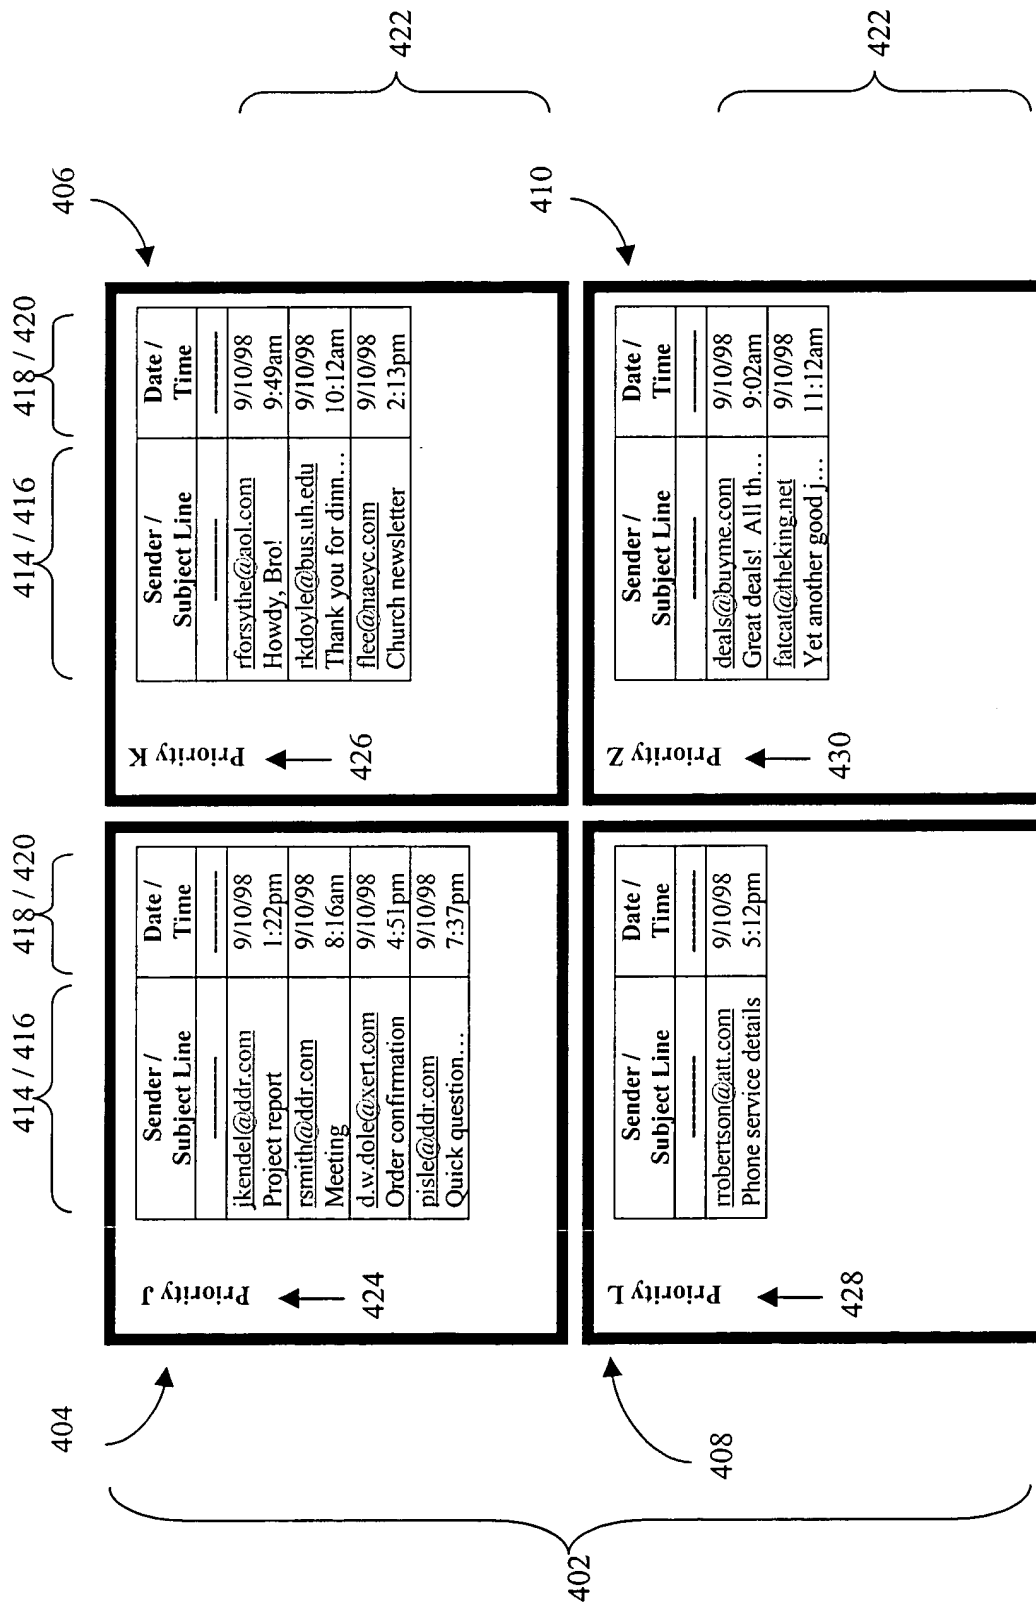 414 / 416
418 / 420
414 / 416
418 / 420
404
406
402
Priority J
424
Sender /
Subject Line
Date /
Time
----------
--------
jkendel@ddr.com
Project report
9/10/98
1:22pm
rsmith@ddr.com
Meeting
9/10/98
8:16am
d.w.dole@xert.com
Order confirmation
9/10/98
4:51pm
pisle@ddr.com
Quick question…
9/10/98
7:37pm
Priority K
426
Sender /
Subject Line
Date /
Time
----------
--------
rforsythe@aol.com
Howdy, Bro!
9/10/98
9:49am
rkdoyle@bus.uh.edu
Thank you for dinn…
9/10/98
10:12am
flee@naeyc.com
Church newsletter
9/10/98
2:13pm
422
408
410
Priority L
428
Sender /
Subject Line
Date /
Time
----------
--------
rrobertson@att.com
Phone service details
9/10/98
5:12pm
Priority Z
430
Sender /
Subject Line
Date /
Time
----------
--------
deals@buyme.com
Great deals! All th…
9/10/98
9:02am
fatcat@theking.net
Yet another good j…
9/10/98
11:12am
422